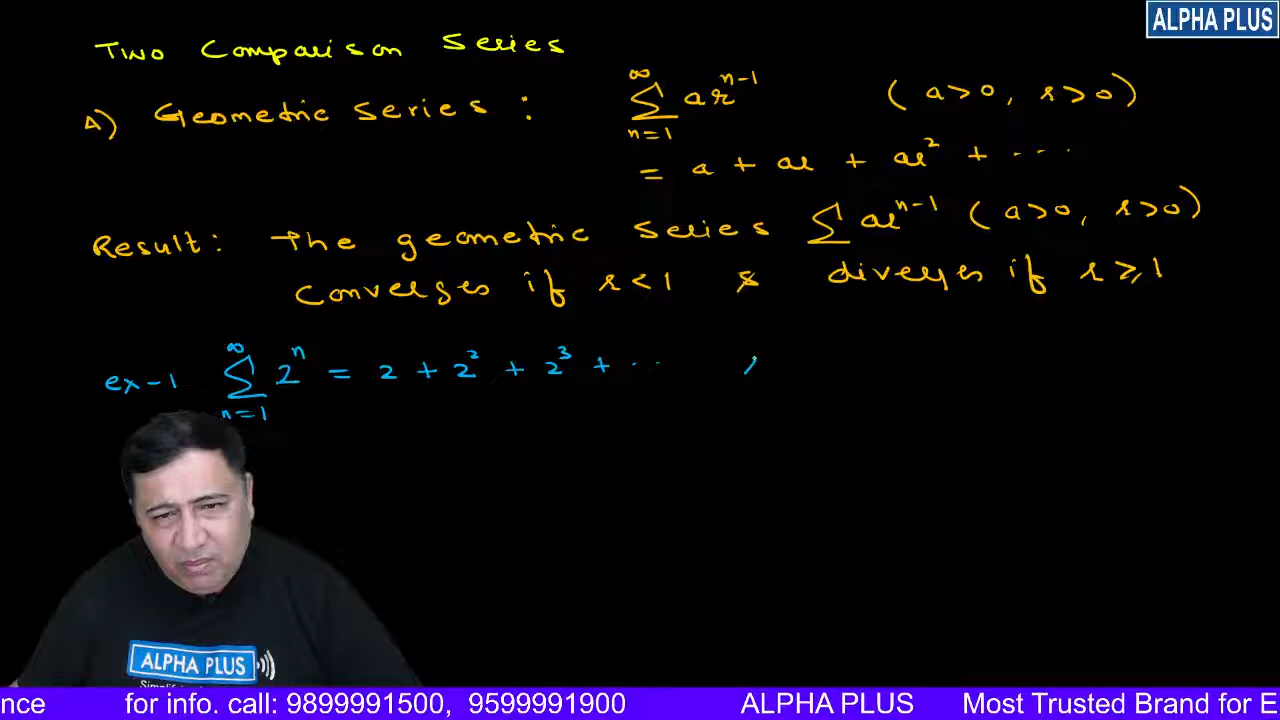 ALPHA PLUS
Two Comparison Series
A) Geometric series : ∞∑n=1 ar^(n-1) (a>0, r>0)
= a + ar + ar² + ....
Result: The geometric series ∑ ar^(n-1) (a>0, r>0)
converges if r<1 & diverges if r≥1
ex-1 ∞∑n=1 2^n = 2 + 2² + 2³ + .... ,
ALPHA PLUS
nce for info. call: 9899991500, 9599991900 ALPHA PLUS Most Trusted Brand for E